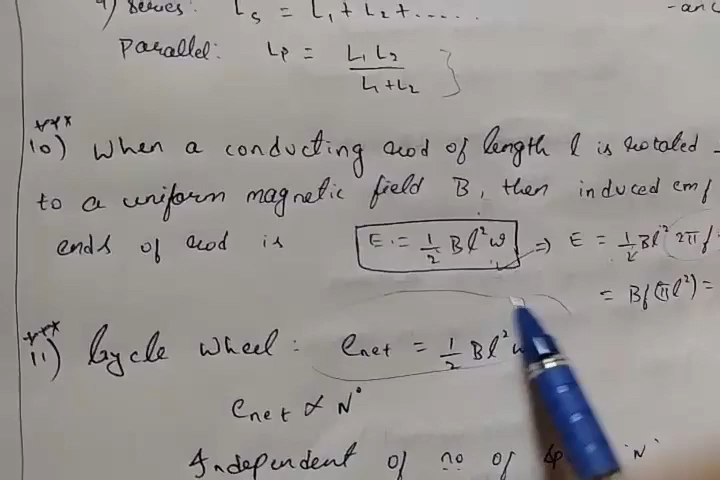 9) Series: Ls = L1 + L2 + ......
Parallel: Lp = L1 L2 / L1 + L2
10) When a conducting rod of length l is rotated
to a uniform magnetic field B, then induced emf
ends of rod is E = 1/2 Bl²ω ⇒ E = 1/2 Bl² 2πf
= Bf(πl²) =
11) Cycle wheel: enet = 1/2 Bl²ω
enet ∝ N°
Independent of no of 'N'